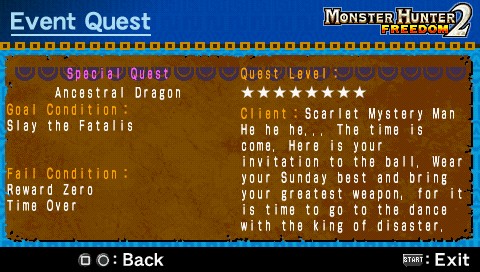 Event Quest
MONSTER HUNTER
FREEDOM 2
Special Quest
Ancestral Dragon
Goal Condition:
Slay the Fatalis
Fail Condition:
Reward Zero
Time Over
Quest Level:
★★★★★★★★
Client: Scarlet Mystery Man
He he he... The time is
come. Here is your
invitation to the ball. Wear
your Sunday best and bring
your greatest weapon, for it
is time to go to the dance
with the king of disaster.
□ ○: Back
START: Exit